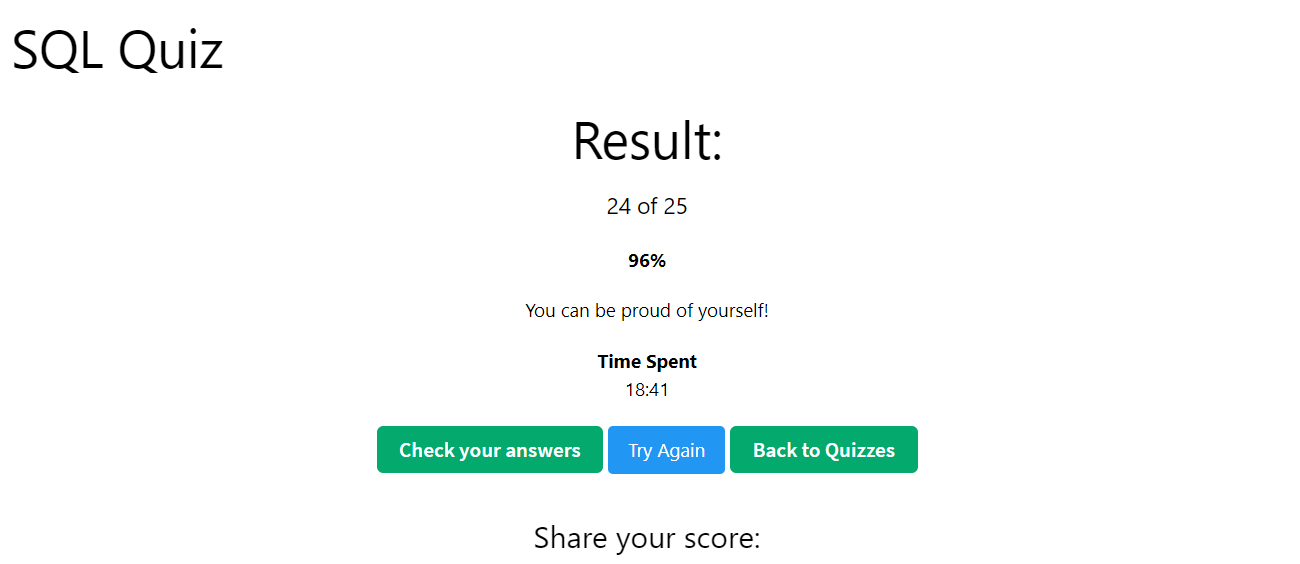 SQL Quiz
Result:
24 of 25
96%
You can be proud of yourself!
Time Spent
18:41
Check your answers Try Again Back to Quizzes
Share your score: